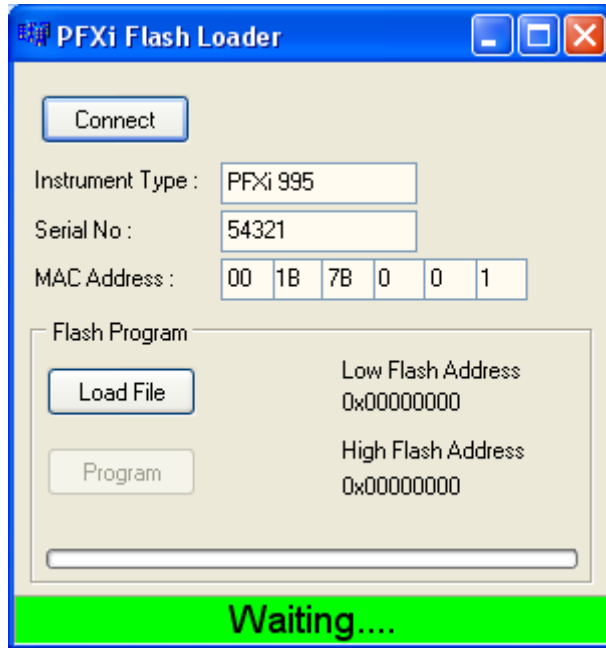 PFXi Flash Loader
Connect
Instrument Type : PFXi 995
Serial No : 54321
MAC Address : 00 1B 7B 0 0 1
Flash Program
Load File
Low Flash Address
0x00000000
Program
High Flash Address
0x00000000
Waiting....